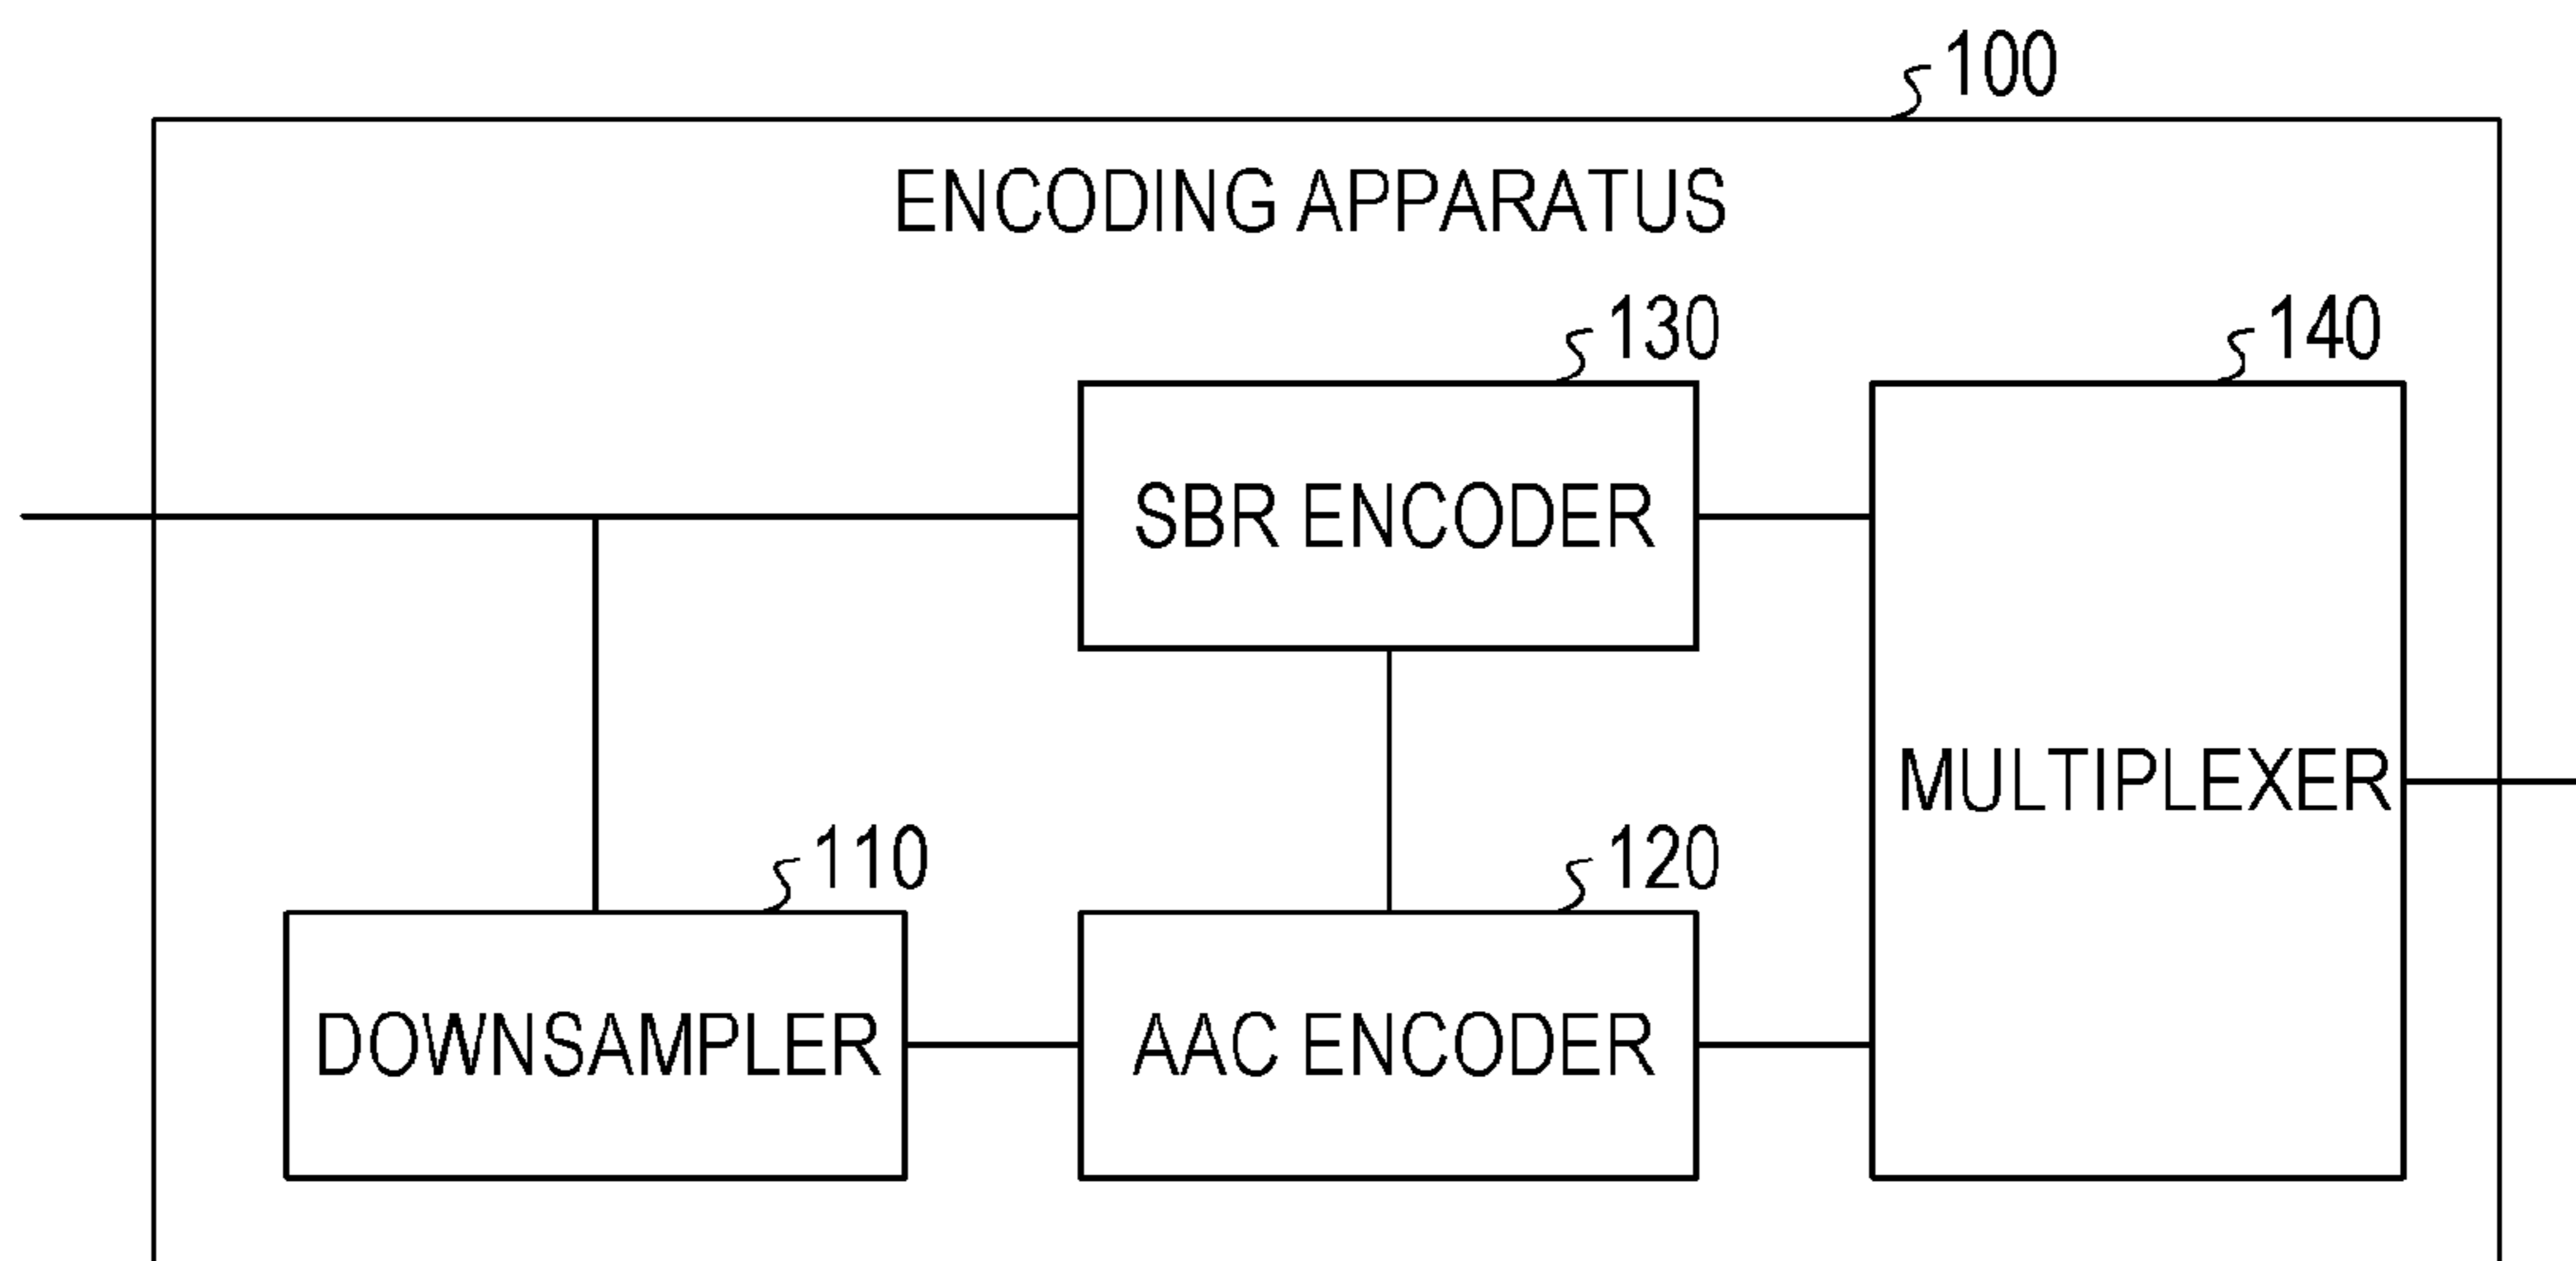 100
ENCODING APPARATUS
130
140
SBR ENCODER
MULTIPLEXER
110
120
DOWNSAMPLER
AAC ENCODER